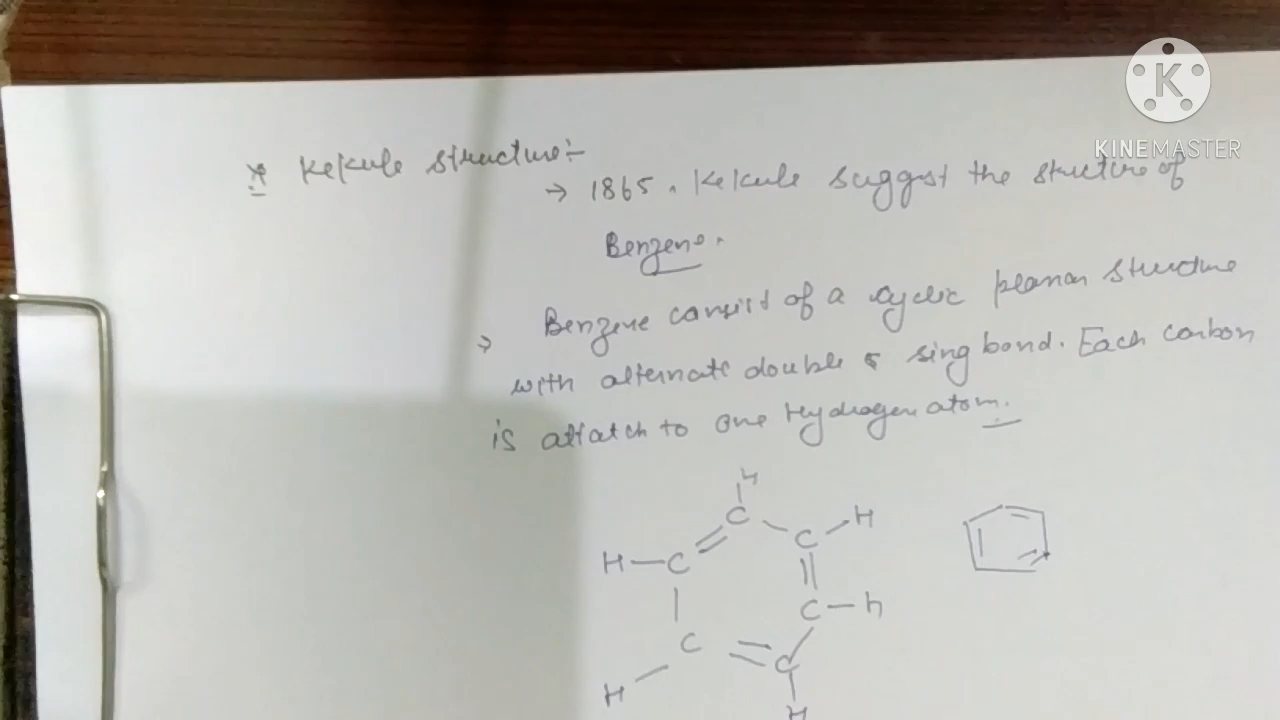 KINEMASTER
* Kekule structure:-
→ 1865. Kekule suggest the structure of
Benzene.
→ Benzene consist of a cyclic planar structure
with alternate double & sing bond. Each carbon
is attatch to one Hydrogen atom.
H
C C H
H C
C H
C
H C
H